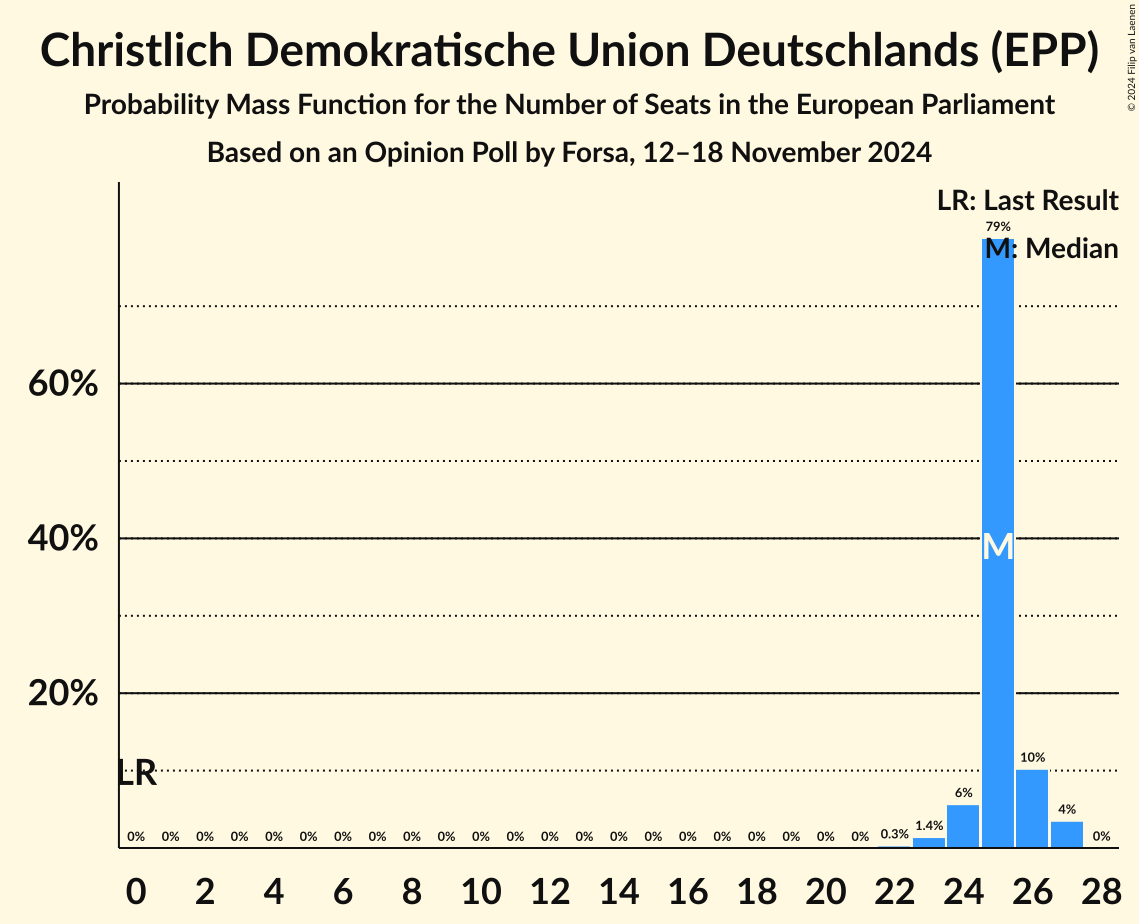 Christlich Demokratische Union Deutschlands (EPP)
Probability Mass Function for the Number of Seats in the European Parliament
Based on an Opinion Poll by Forsa, 12–18 November 2024
© 2024 Filip van Laenen
LR: Last Result
M: Median
60%
40%
20%
LR
M
0% 0% 0% 0% 0% 0% 0% 0% 0% 0% 0% 0% 0% 0% 0% 0% 0% 0% 0% 0% 0% 0% 0.3% 1.4% 6% 79% 10% 4% 0%
0 2 4 6 8 10 12 14 16 18 20 22 24 26 28